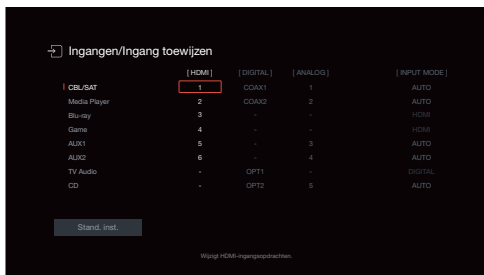 Ingangen/Ingang toewijzen
[ HDMI ] [ DIGITAL ] [ ANALOG ] [ INPUT MODE ]
CBL/SAT 1 COAX1 1 AUTO
Media Player 2 COAX2 2 AUTO
Blu-ray 3 - - HDMI
Game 4 - - HDMI
AUX1 5 - 3 AUTO
AUX2 6 - 4 AUTO
TV Audio - OPT1 - DIGITAL
CD - OPT2 5 AUTO
Stand. inst.
Wijzigt HDMI-ingangsopdrachten.